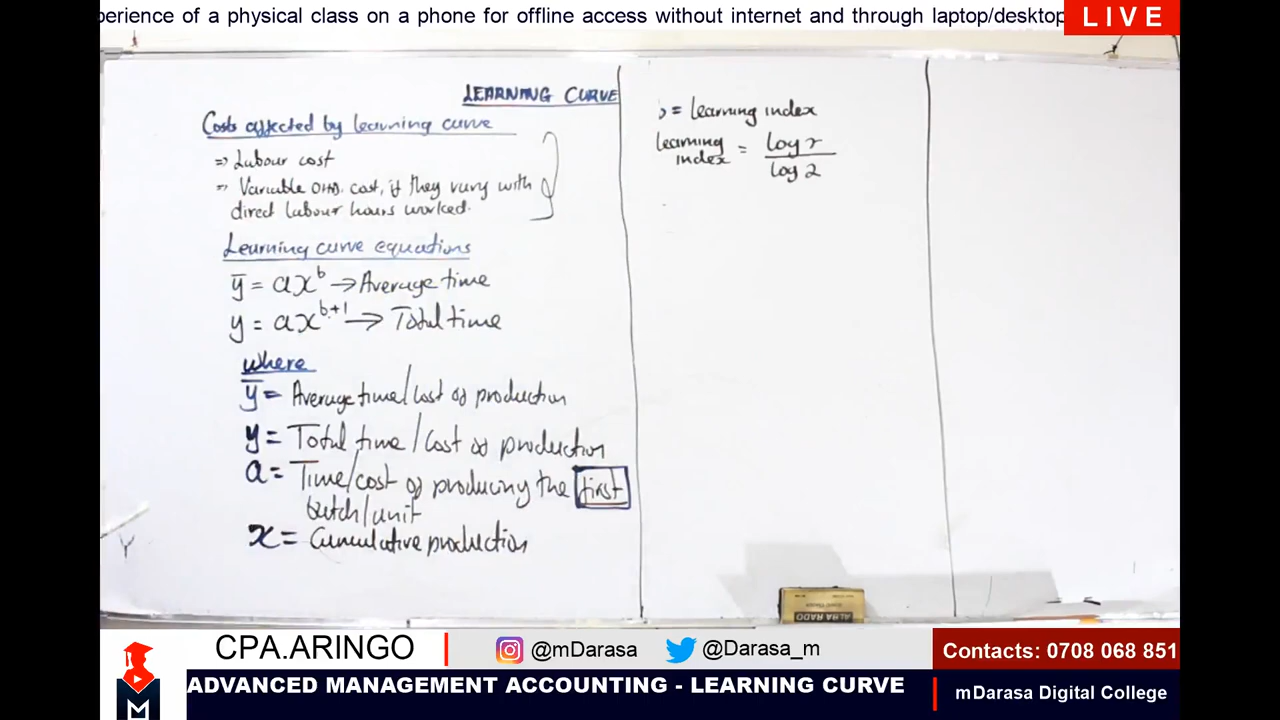 perience of a physical class on a phone for offline access without internet and through laptop/desktop
LIVE
LEARNING CURVE
Costs affected by learning curve
⇒ Labour cost
⇒ Variable OHD. cost, if they vary with
direct labour hours worked.
Learning curve equations
ȳ = ax^b → Average time
y = ax^b+1 → Total time
where
ȳ = Average time/cost of production
y = Total time/cost of production
a = Time/cost of producing the first
batch/unit
x = Cumulative production
b = learning index
learning index = log r / log 2
CPA.ARINGO
@mDarasa
@Darasa_m
Contacts: 0708 068 851
ADVANCED MANAGEMENT ACCOUNTING - LEARNING CURVE
mDarasa Digital College
M